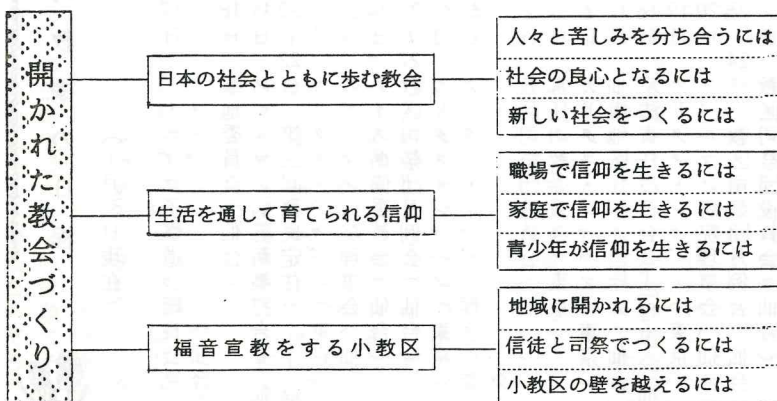 開かれた教会づくり
日本の社会とともに歩む教会
人々と苦しみを分ち合うには
社会の良心となるには
新しい社会をつくるには
生活を通して育てられる信仰
職場で信仰を生きるには
家庭で信仰を生きるには
青少年が信仰を生きるには
福音宣教をする小教区
地域に開かれるには
信徒と司祭でつくるには
小教区の壁を越えるには